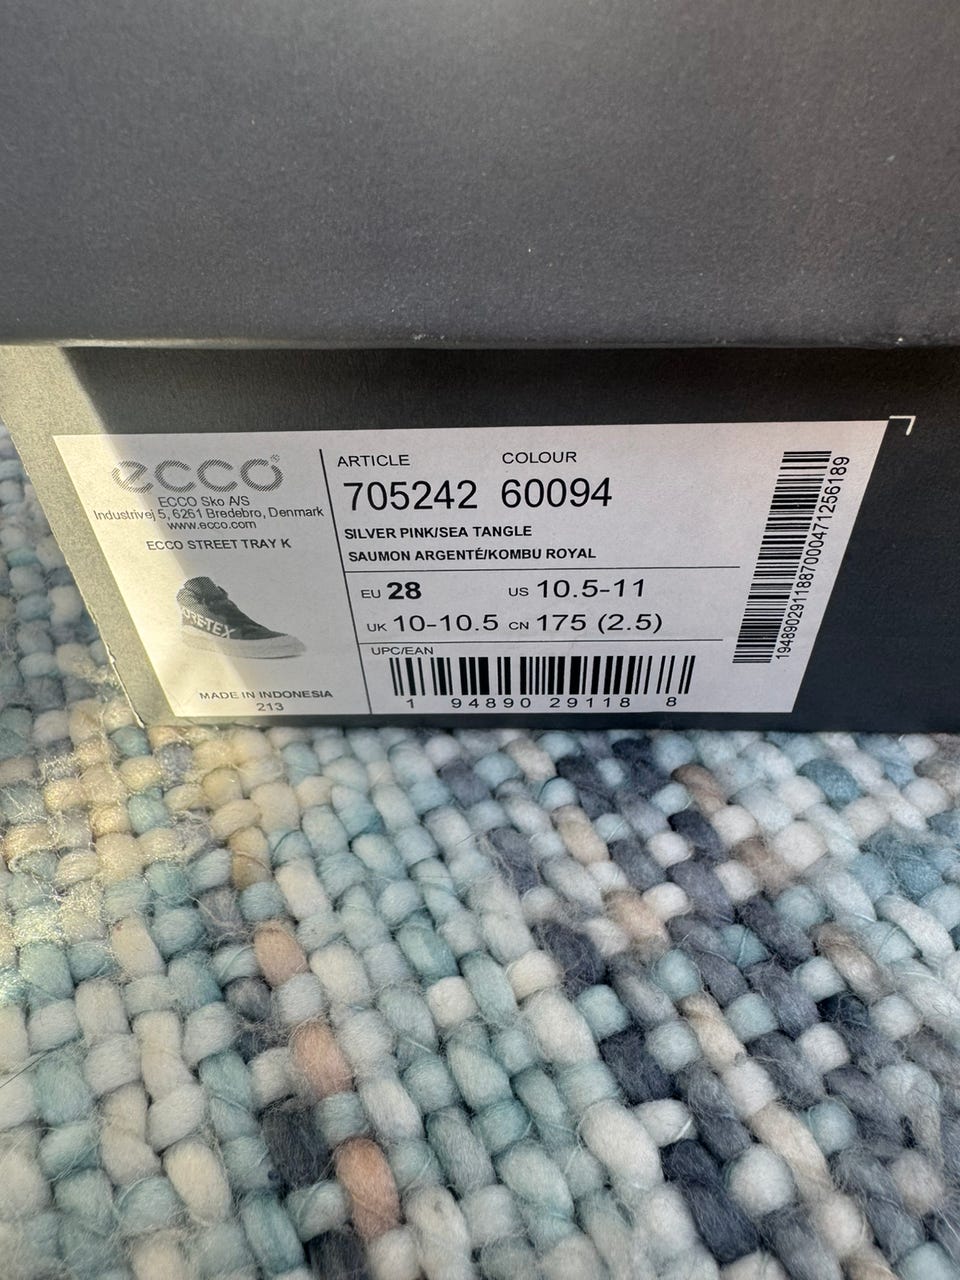 ecco®
ECCO Sko A/S
Industrivej 5, 6261 Bredebro, Denmark
www.ecco.com
ECCO STREET TRAY K
GORE-TEX
MADE IN INDONESIA
213
ARTICLE COLOUR
705242 60094
SILVER PINK/SEA TANGLE
SAUMON ARGENTÉ/KOMBU ROYAL
EU 28 US 10.5-11
UK 10-10.5 CN 175 (2.5)
UPC/EAN
1 94890 29118 8
194890291188700047125618​9